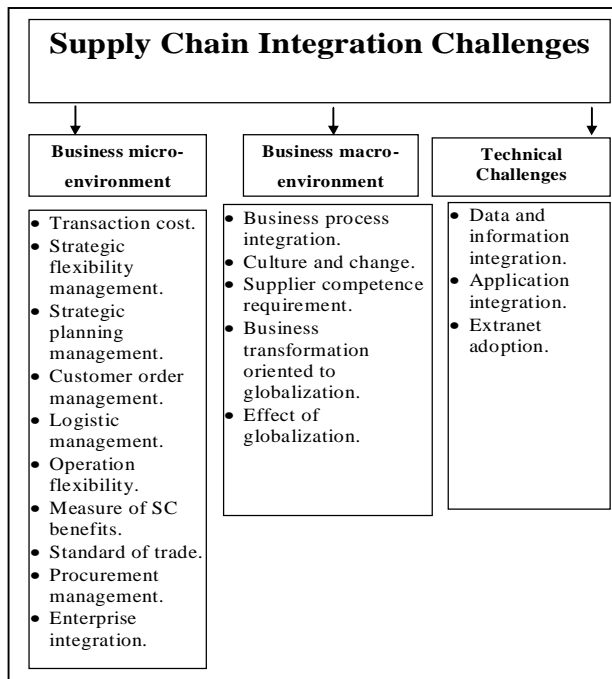 Supply Chain Integration Challenges
Business micro-
environment
• Transaction cost.
• Strategic
flexibility
management.
• Strategic
planning
management.
• Customer order
management.
• Logistic
management.
• Operation
flexibility.
• Measure of SC
benefits.
• Standard of trade.
• Procurement
management.
• Enterprise
integration.
Business macro-
environment
• Business process
integration.
• Culture and change.
• Supplier competence
requirement.
• Business
transformation
oriented to
globalization.
• Effect of
globalization.
Technical
Challenges
• Data and
information
integration.
• Application
integration.
• Extranet
adoption.